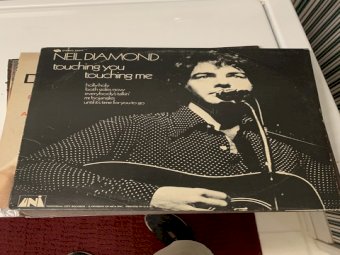 NEIL DIAMOND
touching you
touching me
holly holy
both sides now
everybody's talkin'
mr bojangles
until it's time for you to go
UNI
D